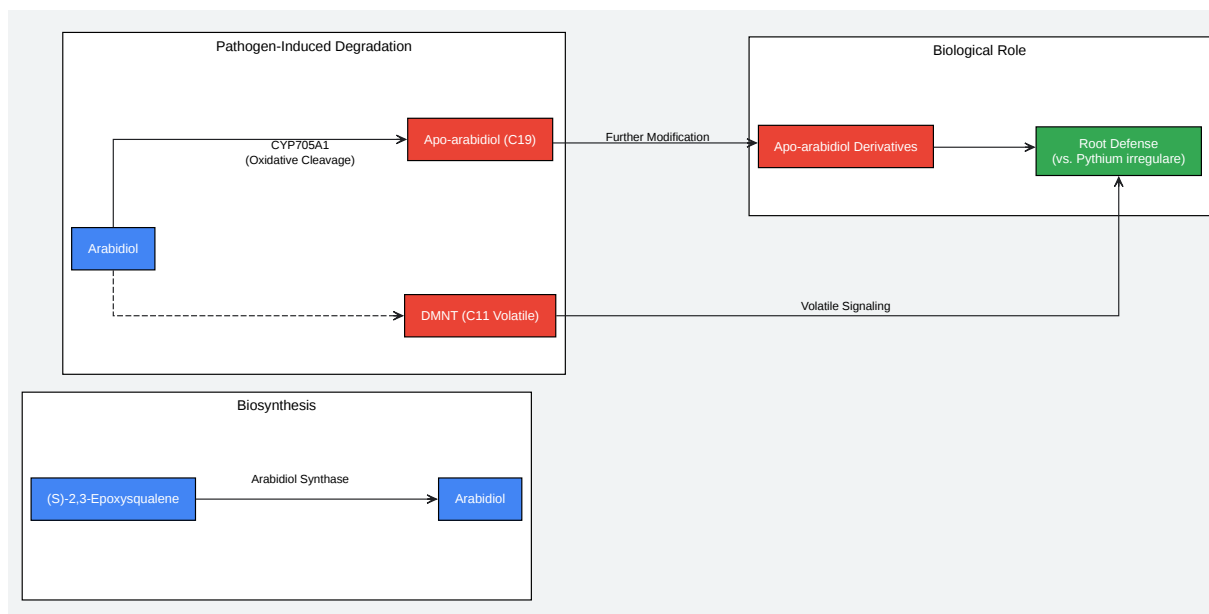 Pathogen-Induced Degradation
Biological Role
Apo-arabidiol (C19)
Further Modification
CYP705A1
(Oxidative Cleavage)
Apo-arabidiol Derivatives
Root Defense
(vs. Pythium irregulare)
Arabidiol
DMNT (C11 Volatile)
Volatile Signaling
Biosynthesis
(S)-2,3-Epoxysqualene
Arabidiol Synthase
Arabidiol